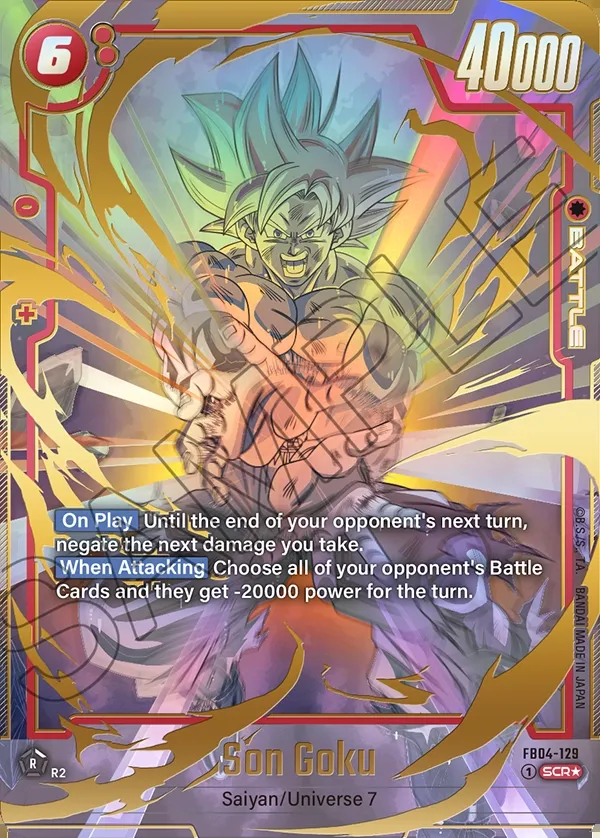 6
40000
0
+
BATTLE
SAMPLE
On Play Until the end of your opponent's next turn,
negate the next damage you take.
When Attacking Choose all of your opponent's Battle
Cards and they get -20000 power for the turn.
©B.S./S., T.A. BANDAI MADE IN JAPAN
R R2
Son Goku
FB04-129
1 SCR★
Saiyan/Universe 7